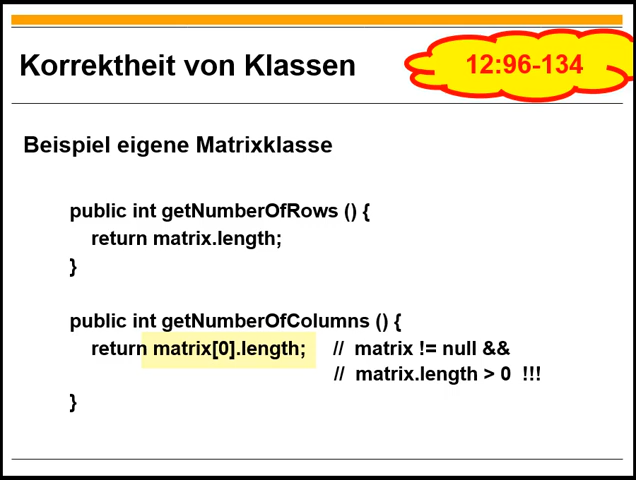 Korrektheit von Klassen
12:96-134
Beispiel eigene Matrixklasse
public int getNumberOfRows () {
return matrix.length;
}
public int getNumberOfColumns () {
return matrix[0].length; // matrix != null &&
// matrix.length > 0 !!!
}